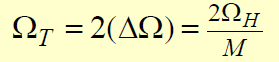 Ω_T = 2(ΔΩ) = 2Ω_H / M